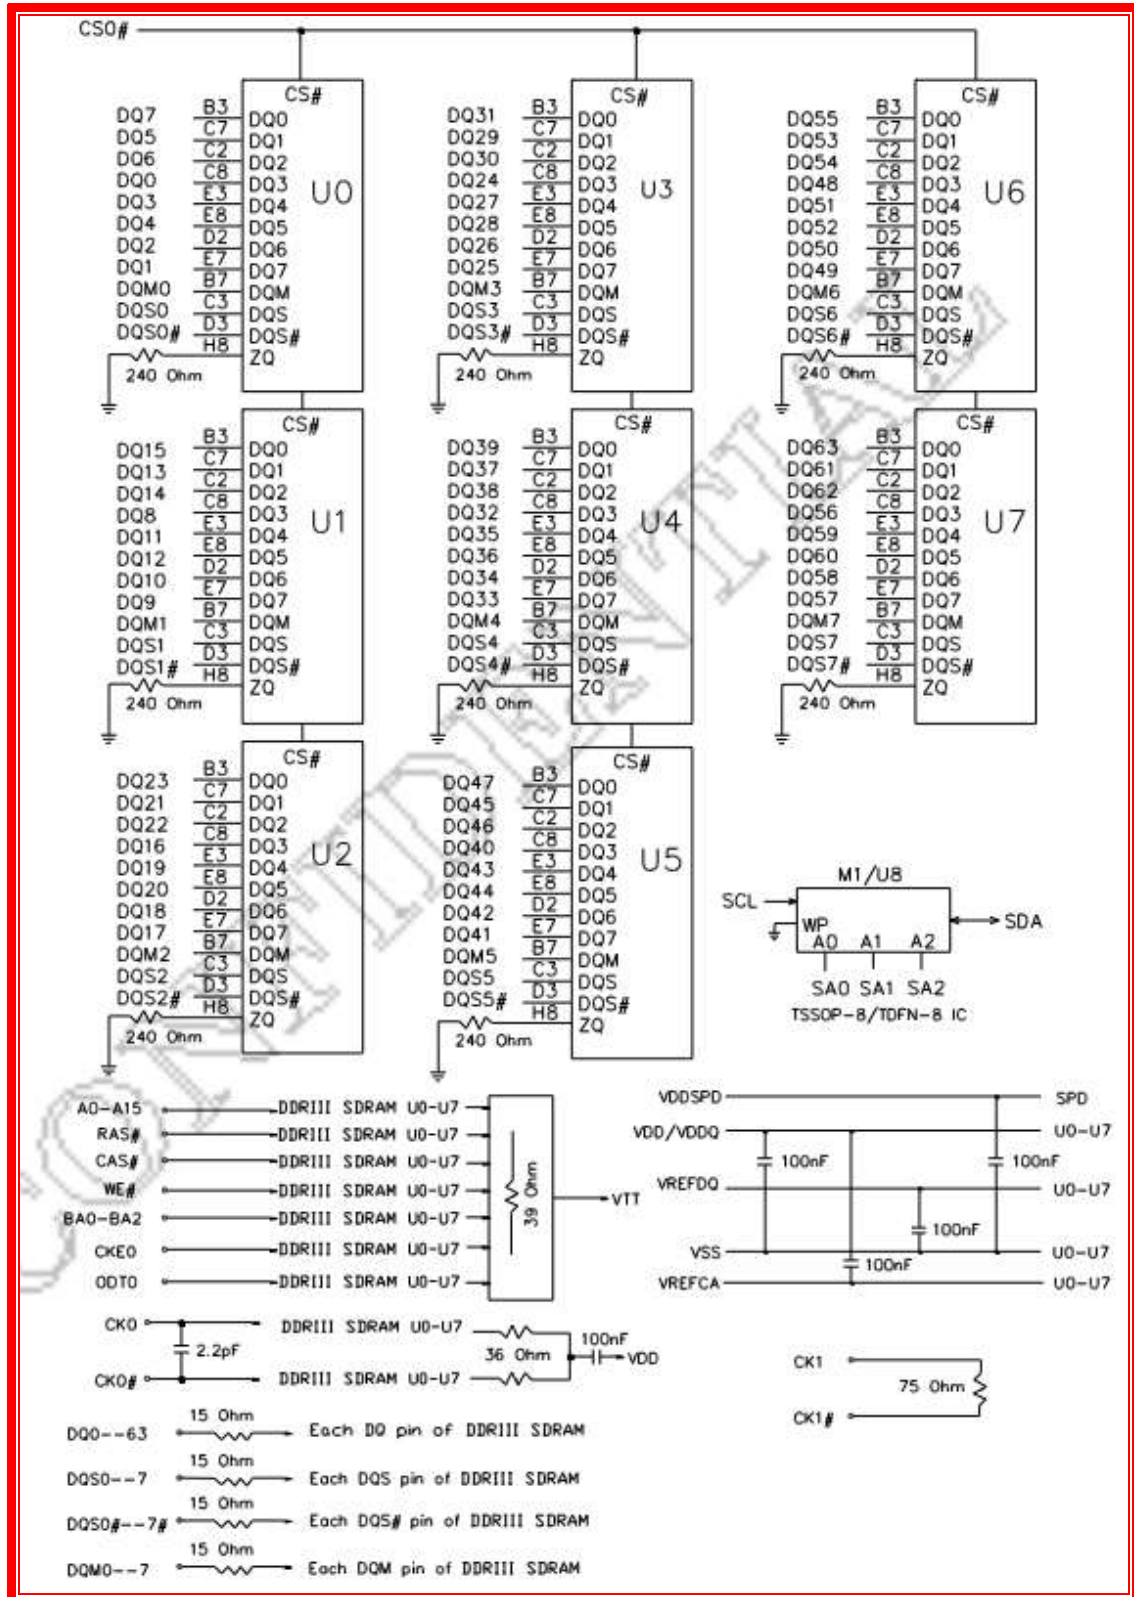 CS0#
CS#
DQ7 B3 DQ0
DQ5 C7 DQ1
DQ6 C2 DQ2
DQ0 C8 DQ3
DQ3 E3 DQ4
DQ4 E8 DQ5
DQ2 D2 DQ6
DQ1 E7 DQ7
DQM0 B7 DQM
DQS0 C3 DQS
DQS0# D3 DQS#
H8 ZQ
240 Ohm
U0
CS#
DQ31 B3 DQ0
DQ29 C7 DQ1
DQ30 C2 DQ2
DQ24 C8 DQ3
DQ27 E3 DQ4
DQ28 E8 DQ5
DQ26 D2 DQ6
DQ25 E7 DQ7
DQM3 B7 DQM
DQS3 C3 DQS
DQS3# D3 DQS#
H8 ZQ
240 Ohm
U3
CS#
DQ55 B3 DQ0
DQ53 C7 DQ1
DQ54 C2 DQ2
DQ48 C8 DQ3
DQ51 E3 DQ4
DQ52 E8 DQ5
DQ50 D2 DQ6
DQ49 E7 DQ7
DQM6 B7 DQM
DQS6 C3 DQS
DQS6# D3 DQS#
H8 ZQ
240 Ohm
U6
CS#
DQ15 B3 DQ0
DQ13 C7 DQ1
DQ14 C2 DQ2
DQ8 C8 DQ3
DQ11 E3 DQ4
DQ12 E8 DQ5
DQ10 D2 DQ6
DQ9 E7 DQ7
DQM1 B7 DQM
DQS1 C3 DQS
DQS1# D3 DQS#
H8 ZQ
240 Ohm
U1
CS#
DQ39 B3 DQ0
DQ37 C7 DQ1
DQ38 C2 DQ2
DQ32 C8 DQ3
DQ35 E3 DQ4
DQ36 E8 DQ5
DQ34 D2 DQ6
DQ33 E7 DQ7
DQM4 B7 DQM
DQS4 C3 DQS
DQS4# D3 DQS#
H8 ZQ
240 Ohm
U4
CS#
DQ63 B3 DQ0
DQ61 C7 DQ1
DQ62 C2 DQ2
DQ56 C8 DQ3
DQ59 E3 DQ4
DQ60 E8 DQ5
DQ58 D2 DQ6
DQ57 E7 DQ7
DQM7 B7 DQM
DQS7 C3 DQS
DQS7# D3 DQS#
H8 ZQ
240 Ohm
U7
CS#
DQ23 B3 DQ0
DQ21 C7 DQ1
DQ22 C2 DQ2
DQ16 C8 DQ3
DQ19 E3 DQ4
DQ20 E8 DQ5
DQ18 D2 DQ6
DQ17 E7 DQ7
DQM2 B7 DQM
DQS2 C3 DQS
DQS2# D3 DQS#
H8 ZQ
240 Ohm
U2
CS#
DQ47 B3 DQ0
DQ45 C7 DQ1
DQ46 C2 DQ2
DQ40 C8 DQ3
DQ43 E3 DQ4
DQ44 E8 DQ5
DQ42 D2 DQ6
DQ41 E7 DQ7
DQM5 B7 DQM
DQS5 C3 DQS
DQS5# D3 DQS#
H8 ZQ
240 Ohm
U5
M1/U8
SCL WP SDA
A0 A1 A2
SA0 SA1 SA2
TSSOP-8/TDFN-8 IC
A0-A15 DDRIII SDRAM U0-U7
RAS# DDRIII SDRAM U0-U7
CAS# DDRIII SDRAM U0-U7
WE# DDRIII SDRAM U0-U7
BA0-BA2 DDRIII SDRAM U0-U7
CKE0 DDRIII SDRAM U0-U7
ODT0 DDRIII SDRAM U0-U7
39 Ohm
VTT
VDDSPD SPD
VDD/VDDQ U0-U7
100nF 100nF
VREFDQ U0-U7
100nF
VSS U0-U7
100nF
VREFCA U0-U7
CK0 DDRIII SDRAM U0-U7
2.2pF 36 Ohm 100nF VDD
CK0# DDRIII SDRAM U0-U7
CK1
75 Ohm
CK1#
DQ0--63 15 Ohm Each DQ pin of DDRIII SDRAM
DQS0--7 15 Ohm Each DQS pin of DDRIII SDRAM
DQS0#--7# 15 Ohm Each DQS# pin of DDRIII SDRAM
DQM0--7 15 Ohm Each DQM pin of DDRIII SDRAM
CONFIDENTIAL